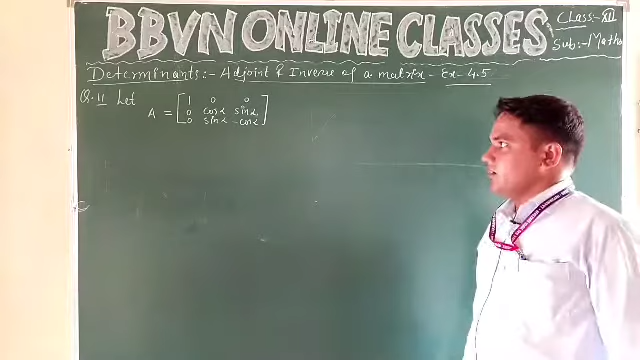 BBVN ONLINE CLASSES
Class:-XII
Sub:-Maths
Determinants:- Adjoint & Inverse of a matrix - Ex-4.5
Q.11 Let
A = [ 1 0 0
0 cosα sinα
0 sinα -cosα ]